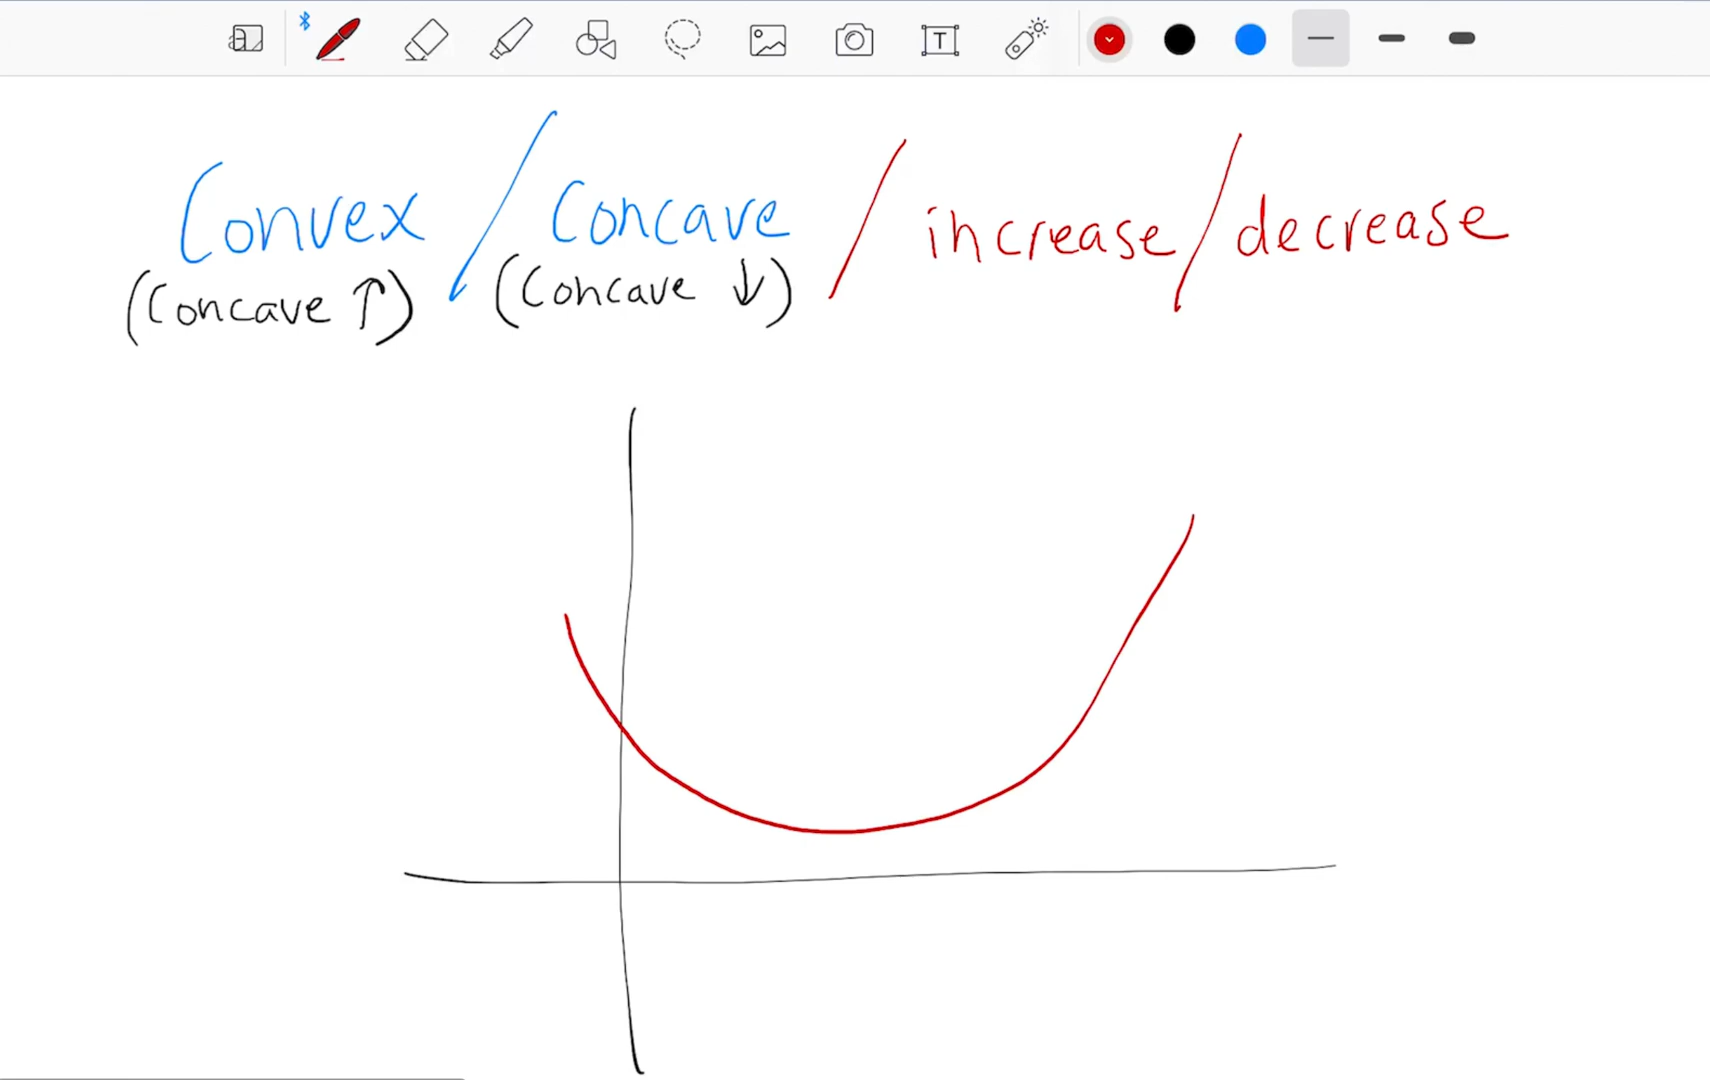 Convex / Concave / increase / decrease
(Concave ↑) (Concave ↓)